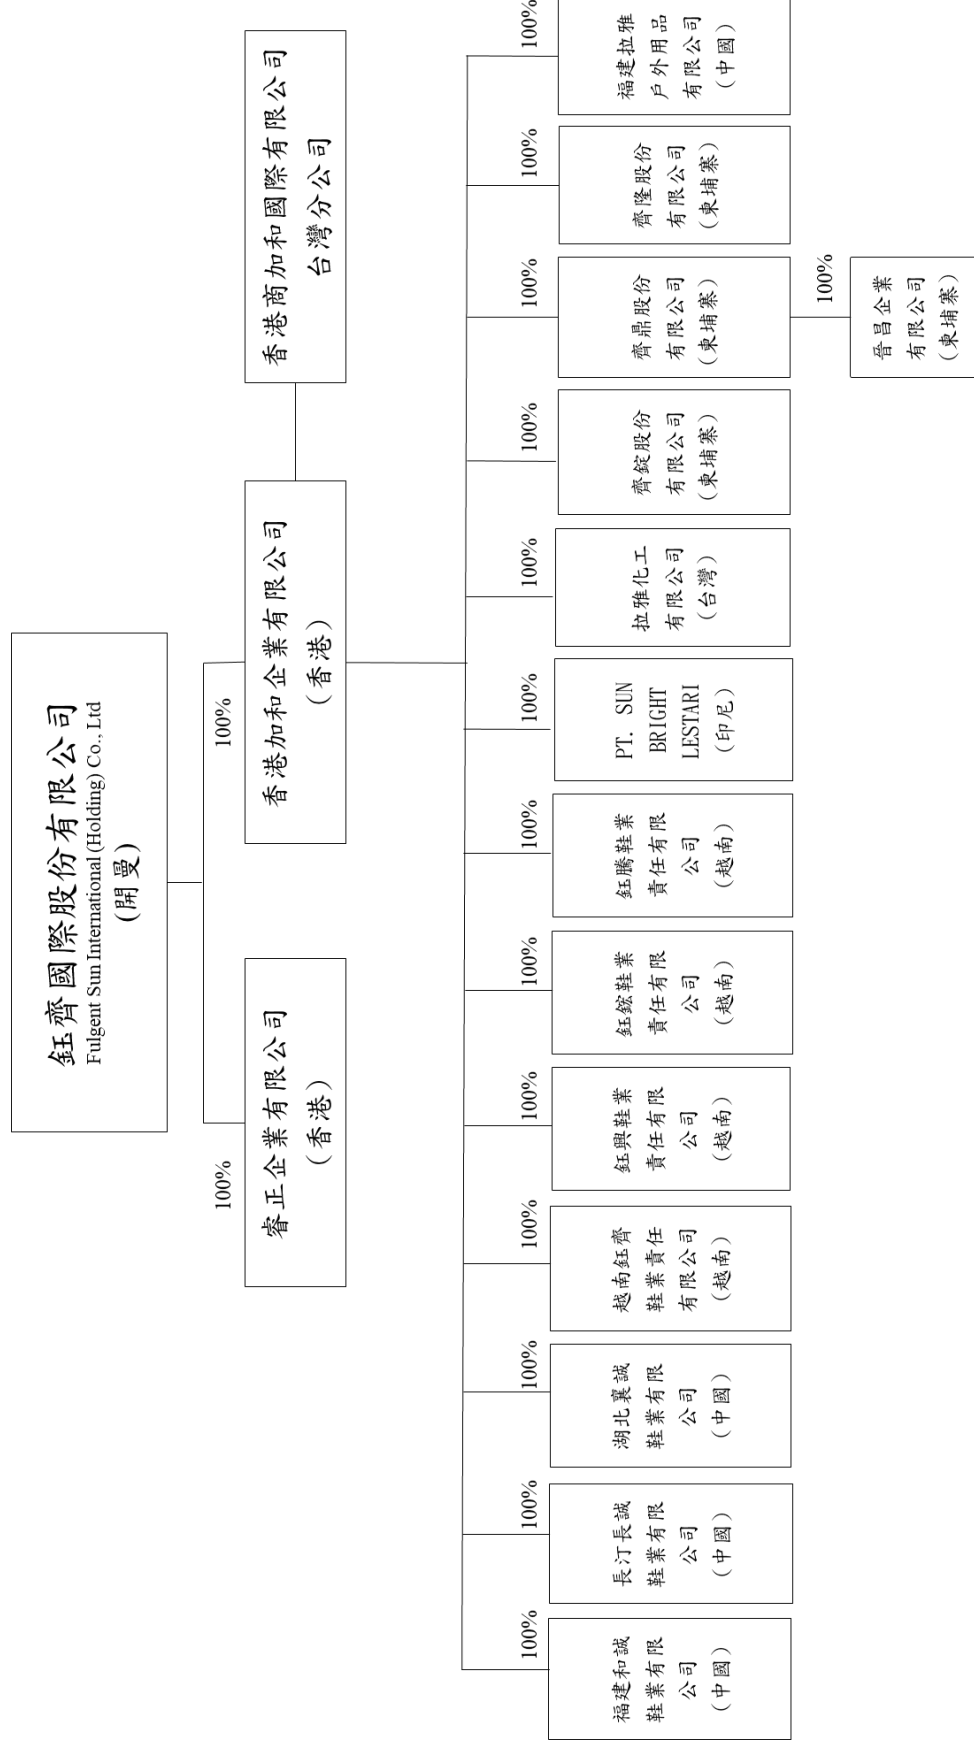 鈺齊國際股份有限公司
Fulgent Sun International (Holding) Co., Ltd
(開曼)
100%
100%
睿正企業有限公司
(香港)
香港加和企業有限公司
(香港)
香港商加和國際有限公司
台灣分公司
100%
100%
100%
100%
100%
100%
100%
100%
100%
100%
100%
100%
100%
福建和誠
鞋業有限
公司
(中國)
長汀長誠
鞋業有限
公司
(中國)
湖北襄誠
鞋業有限
公司
(中國)
越南鈺齊
鞋業責任
有限公司
(越南)
鈺興鞋業
責任有限
公司
(越南)
鈺鋐鞋業
責任有限
公司
(越南)
鈺騰鞋業
責任有限
公司
(越南)
PT. SUN
BRIGHT
LESTARI
(印尼)
拉雅化工
有限公司
(台灣)
齊錠股份
有限公司
(柬埔寨)
齊鼎股份
有限公司
(柬埔寨)
齊隆股份
有限公司
(柬埔寨)
福建拉雅
戶外用品
有限公司
(中國)
100%
晉昌企業
有限公司
(柬埔寨)